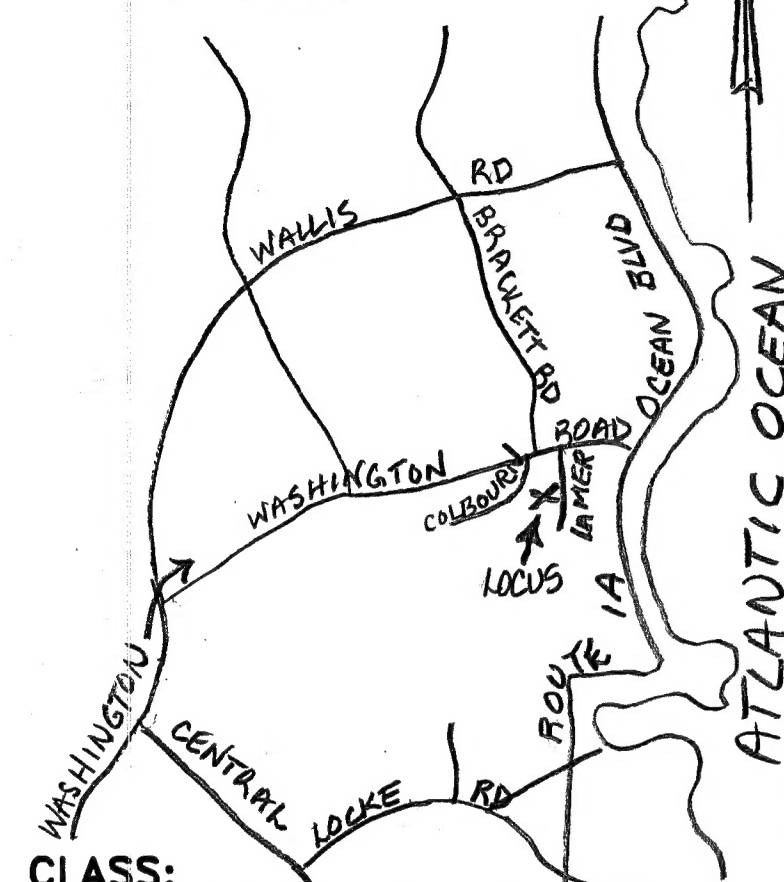 RD
WALLIS
BRACKETT RD
OCEAN BLVD
ATLANTIC OCEAN
WASHINGTON ROAD
COLBOURN
LAMER
X
LOCUS
1A
ROUTE
WASHINGTON
CENTRAL
LOCKE RD
CLASS: